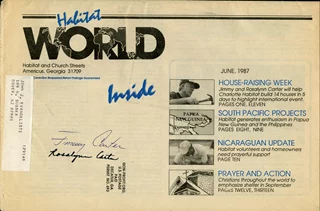 Habitat
WORLD
Habitat and Church Streets
Americus, Georgia 31709
Inside
JUNE, 1987
HOUSE-RAISING WEEK
Jimmy and Rosalynn Carter will help
Charlotte Habitat build 14 houses in 5
days to highlight international event.
PAGES ONE, ELEVEN
PAPUA
NEW GUINEA
SOUTH PACIFIC PROJECTS
Habitat generates enthusiasm in Papua
New Guinea and the Philippines
PAGES EIGHT, NINE
NICARAGUAN UPDATE
Habitat volunteers and homeowners
need prayerful support
PAGE TEN
PRAYER AND ACTION
Christians throughout the world to
emphasize shelter in September
PAGES TWELVE, THIRTEEN
Jimmy Carter
Rosalynn Carter